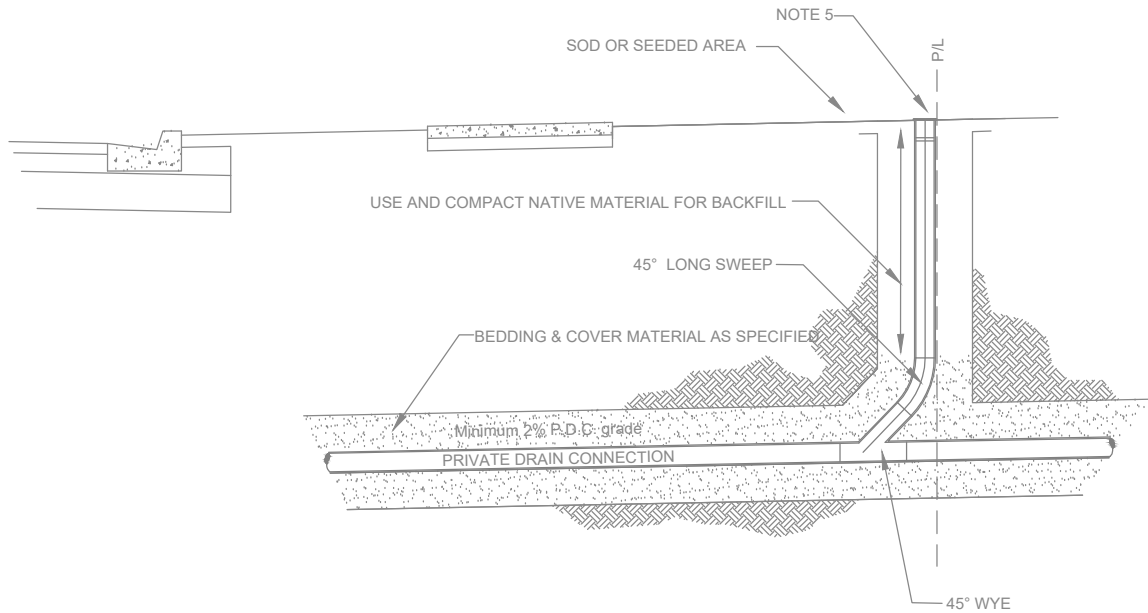 NOTE 5
SOD OR SEEDED AREA
P/L
USE AND COMPACT NATIVE MATERIAL FOR BACKFILL
45° LONG SWEEP
BEDDING & COVER MATERIAL AS SPECIFIED
Minimum 2% P.D.C. grade
PRIVATE DRAIN CONNECTION
45° WYE